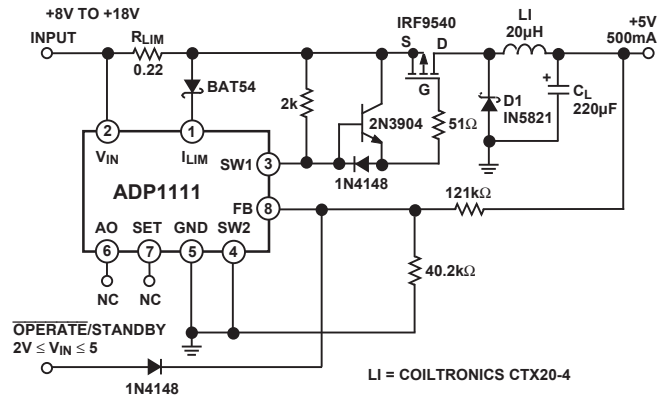 +8V TO +18V
INPUT
RLIM
0.22
BAT54
IRF9540
S
D
G
LI
20µH
+5V
500mA
2k
2N3904
51Ω
D1
IN5821
+
CL
220µF
2
1
VIN
ILIM
SW1
3
1N4148
ADP1111
FB
8
121kΩ
AO
SET
GND
SW2
6
7
5
4
40.2kΩ
NC
NC
OPERATE/STANDBY
2V ≤ VIN ≤ 5
1N4148
LI = COILTRONICS CTX20-4